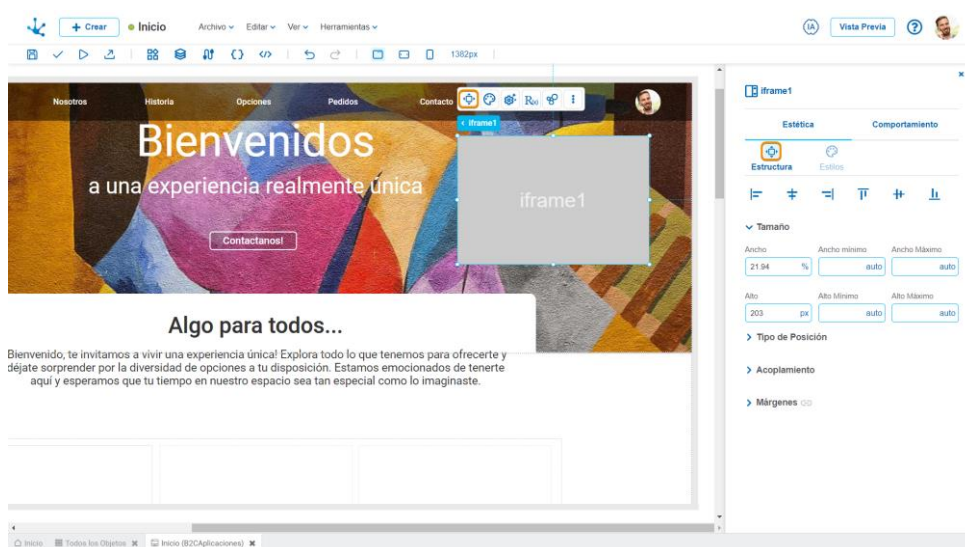 + Crear
Inicio
Archivo
Editar
Ver
Herramientas
IA
Vista Previa
?
1382px
Nosotros
Historia
Opciones
Pedidos
Contacto
iframe1
Bienvenidos
a una experiencia realmente única
Contactanos!
iframe1
Algo para todos...
Bienvenido, te invitamos a vivir una experiencia única! Explora todo lo que tenemos para ofrecerte y
déjate sorprender por la diversidad de opciones a tu disposición. Estamos emocionados de tenerte
aquí y esperamos que tu tiempo en nuestro espacio sea tan especial como lo imaginaste.
iframe1
Estética
Comportamiento
Estructura
Estilos
Tamaño
Ancho
Ancho mínimo
Ancho Máximo
21.94 %
auto
auto
Alto
Alto Mínimo
Alto Máximo
203 px
auto
auto
Tipo de Posición
Acoplamiento
Márgenes
Inicio
Todos los Objetos
Inicio (B2CAplicaciones)